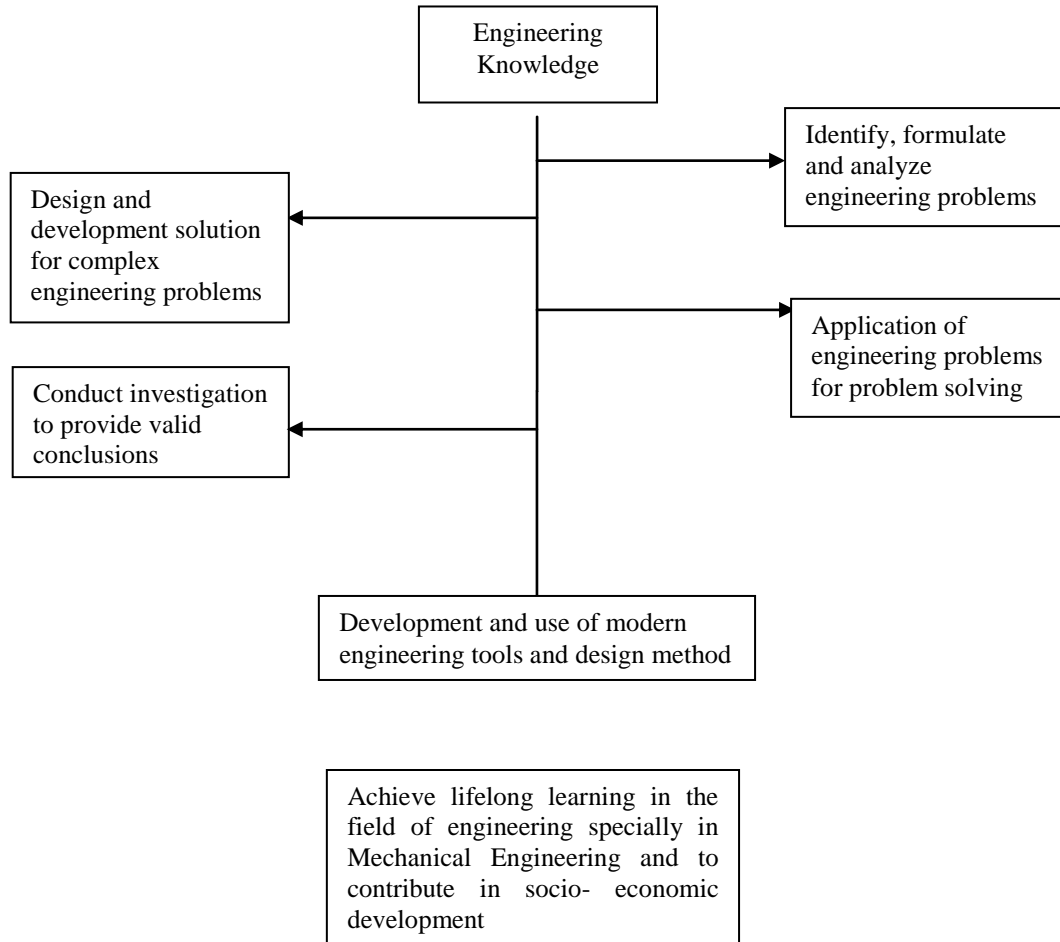 Engineering
Knowledge
Identify, formulate
and analyze
engineering problems
Design and
development solution
for complex
engineering problems
Application of
engineering problems
for problem solving
Conduct investigation
to provide valid
conclusions
Development and use of modern
engineering tools and design method
Achieve lifelong learning in the
field of engineering specially in
Mechanical Engineering and to
contribute in socio- economic
development